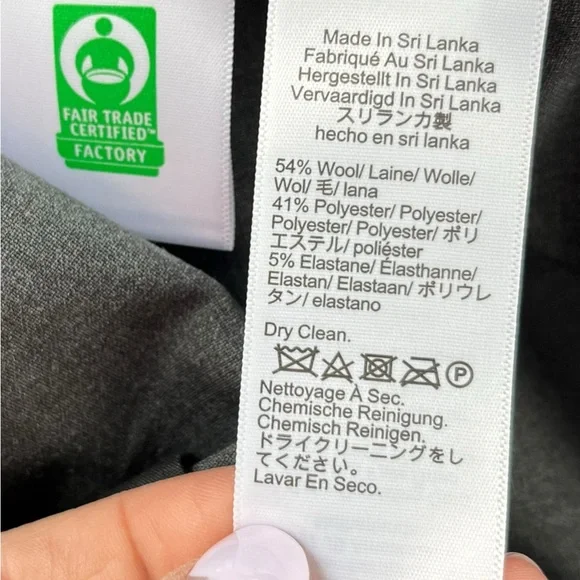 FAIR TRADE
CERTIFIED™
FACTORY
Made In Sri Lanka
Fabriqué Au Sri Lanka
Hergestellt In Sri Lanka
Vervaardigd In Sri Lanka
スリランカ製
hecho en sri lanka
54% Wool/ Laine/ Wolle/
Wol/ 毛/ lana
41% Polyester/ Polyester/
Polyester/ Polyester/ ポリ
エステル/ poliéster
5% Elastane/ Élasthanne/
Elastan/ Elastaan/ ポリウレ
タン/ elastano
Dry Clean.
P
Nettoyage À Sec.
Chemische Reinigung.
Chemisch Reinigen.
ドライクリーニングをし
てください。
Lavar En Seco.